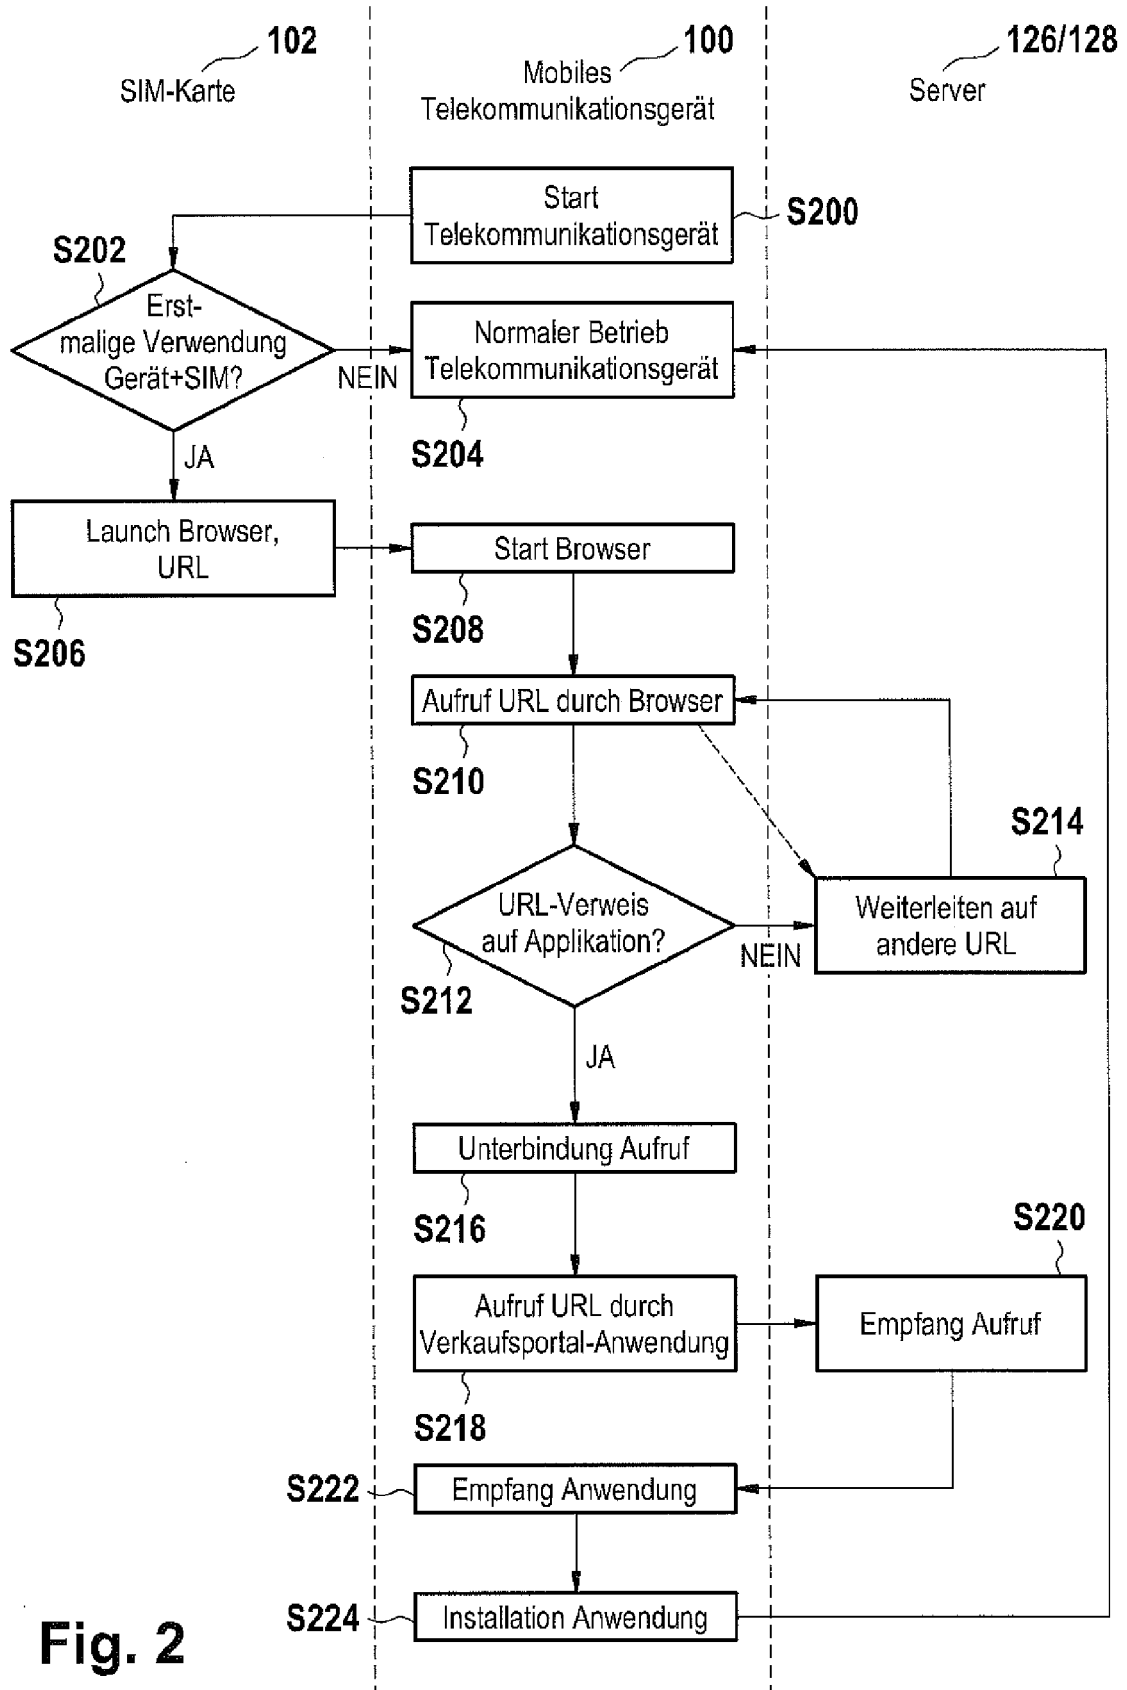 102
SIM-Karte
100
Mobiles
Telekommunikationsgerät
126/128
Server
Start
Telekommunikationsgerät
S200
S202
Erst-
malige Verwendung
Gerät+SIM?
NEIN
JA
Normaler Betrieb
Telekommunikationsgerät
S204
Launch Browser,
URL
S206
Start Browser
S208
Aufruf URL durch Browser
S210
URL-Verweis
auf Applikation?
S212
NEIN
JA
S214
Weiterleiten auf
andere URL
Unterbindung Aufruf
S216
Aufruf URL durch
Verkaufsportal-Anwendung
S218
S220
Empfang Aufruf
S222
Empfang Anwendung
S224
Installation Anwendung
Fig. 2